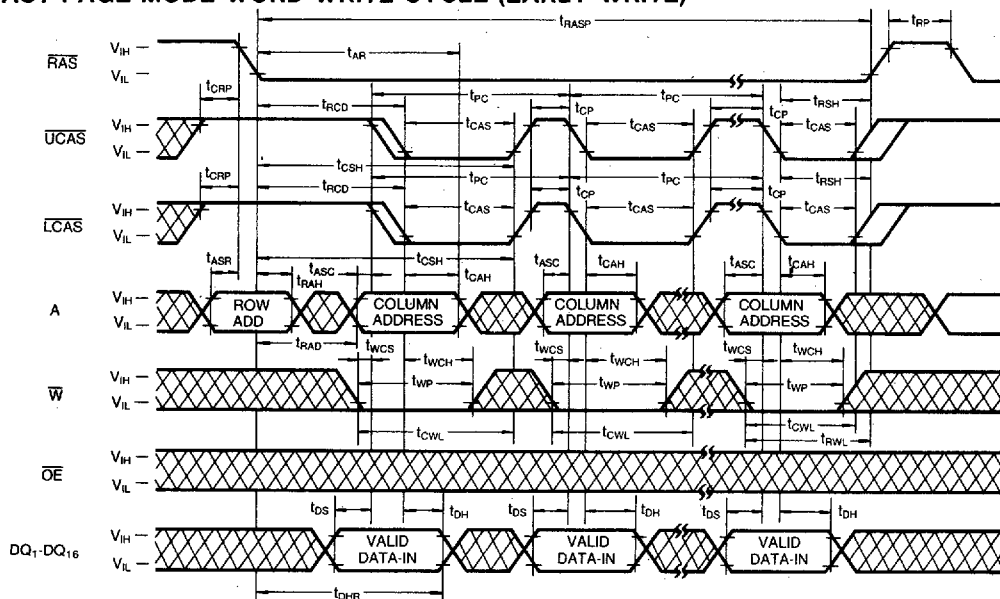 FAST PAGE MODE WORD WRITE CYCLE (EARLY WRITE)
tRASP tRP
tAR
RAS VIH
VIL
tCRP tRCD tPC tPC tRSH
tCP tCP
UCAS VIH
VIL
tCAS tCAS tCAS
tCSH
tCRP tRCD tPC tPC tRSH
tCP tCP
LCAS VIH
VIL
tCAS tCAS tCAS
tCSH
tASR tRAH tASC tCAH tASC tCAH tASC tCAH
A VIH
VIL
ROW ADD
COLUMN ADDRESS
COLUMN ADDRESS
COLUMN ADDRESS
tRAD
tWCS tWCH tWCS tWCH tWCS tWCH
W VIH
VIL
tWP tWP tWP
tCWL tCWL tCWL
tRWL
OE VIH
VIL
tDS tDH tDS tDH tDS tDH
DQ1-DQ16 VIH
VIL
VALID DATA-IN
VALID DATA-IN
VALID DATA-IN
tDHR